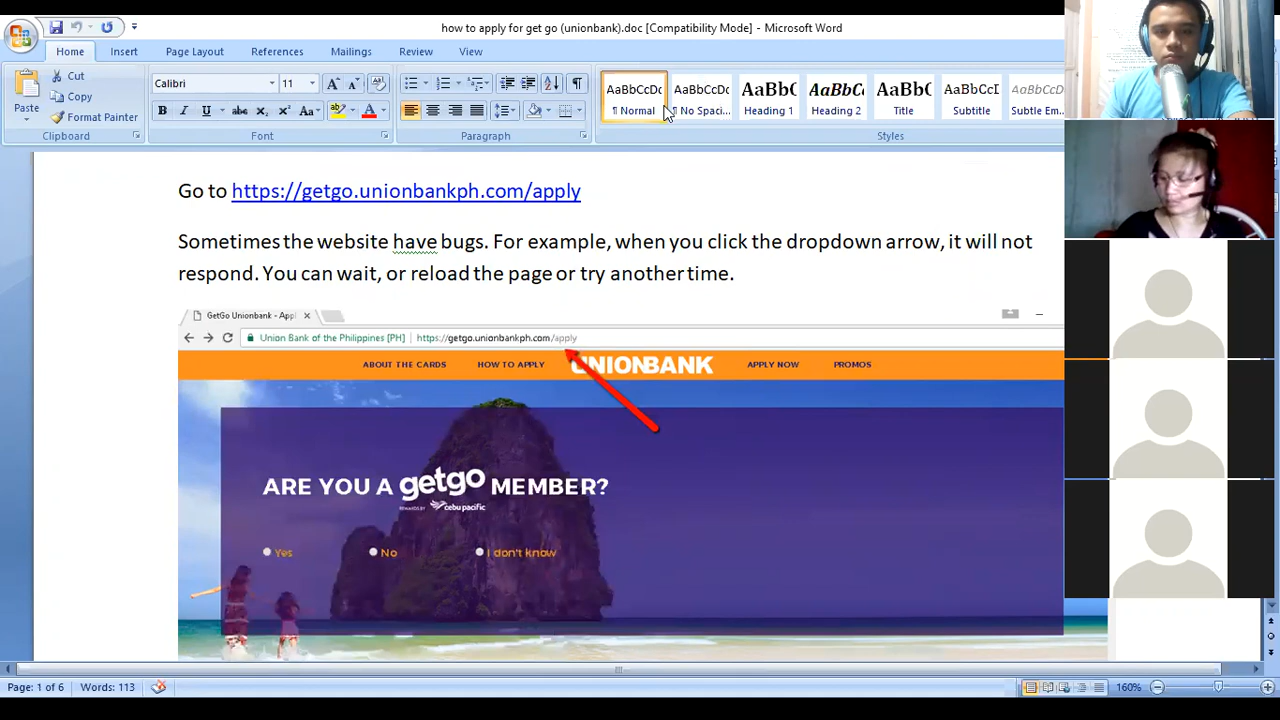 how to apply for get go (unionbank).doc [Compatibility Mode] - Microsoft Word
Home Insert Page Layout References Mailings Review View
Paste
Cut
Copy
Format Painter
Clipboard
Calibri 11
Font
Paragraph
AaBbCcDc AaBbCcDc AaBbC AaBbCc AaBbC AaBbCcD AaBbCcD
¶ Normal ¶ No Spaci... Heading 1 Heading 2 Title Subtitle Subtle Em...
Styles
Go to https://getgo.unionbankph.com/apply
Sometimes the website have bugs. For example, when you click the dropdown arrow, it will not
respond. You can wait, or reload the page or try another time.
GetGo Unionbank - Appl
Union Bank of the Philippines [PH] https://getgo.unionbankph.com/apply
ABOUT THE CARDS HOW TO APPLY UNIONBANK APPLY NOW PROMOS
ARE YOU A getgo MEMBER?
cebu pacific
Yes No I don't know
Page: 1 of 6 Words: 113 160%